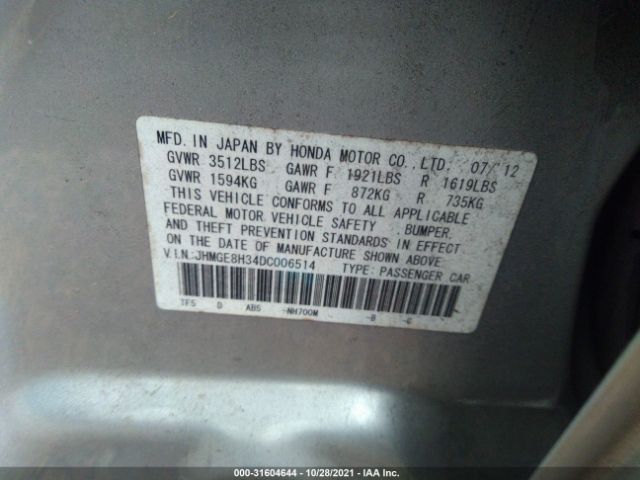 MFD. IN JAPAN BY HONDA MOTOR CO., LTD. 07/'12
GVWR 3512LBS GAWR F 1921LBS R 1619LBS
GVWR 1594KG GAWR F 872KG R 735KG
THIS VEHICLE CONFORMS TO ALL APPLICABLE
FEDERAL MOTOR VEHICLE SAFETY , BUMPER,
AND THEFT PREVENTION STANDARDS IN EFFECT
ON THE DATE OF MANUFACTURE SHOWN ABOVE.
V.I.N.:JHMGE8H34DC006514 TYPE: PASSENGER CAR
TF5 D AB5 -NH700M -B -C
000-31604644 - 10/28/2021 - IAA Inc.